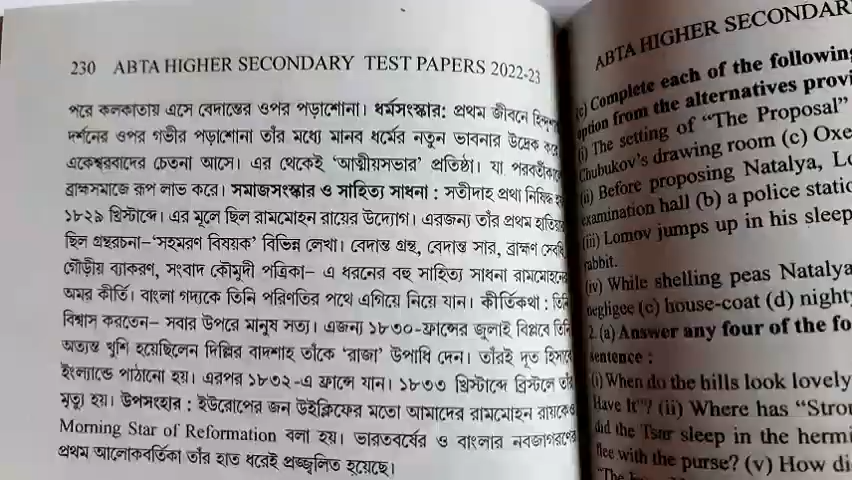 230 ABTA HIGHER SECONDARY TEST PAPERS 2022-23
পরে কলকাতায় এসে বেদান্তের ওপর পড়াশোনা। ধর্মসংস্কার: প্রথম জীবনে
দর্শনের ওপর গভীর পড়াশোনা তাঁর মধ্যে মানব ধর্মের নতুন ভাবনার উদ্রেক করে
একেশ্বরবাদের চেতনা আসে। এর থেকেই ‘আত্মীয়সভার’ প্রতিষ্ঠা। যা
ব্রাহ্মসমাজে রূপ লাভ করে। সমাজসংস্কার ও সাহিত্য সাধনা : সতীদাহ প্রথা নিষিদ্ধ
১৮২৯ খ্রিস্টাব্দে। এর মূলে ছিল রামমোহন রায়ের উদ্যোগ। এরজন্য তাঁর প্রথম হাতিয়ার
ছিল গ্রন্থরচনা–‘সহমরণ বিষয়ক’ বিভিন্ন লেখা। বেদান্ত গ্রন্থ, বেদান্ত সার, ব্রাহ্মণ
গৌড়ীয় ব্যাকরণ, সংবাদ কৌমুদী পত্রিকা– এ ধরনের বহু সাহিত্য সাধনা রামমোহনের
অমর কীর্তি। বাংলা গদ্যকে তিনি পরিণতির পথে এগিয়ে নিয়ে যান। কীর্তিকথা : তিনি
বিশ্বাস করতেন– সবার উপরে মানুষ সত্য। এজন্য ১৮৩০-ফ্রান্সের জুলাই বিপ্লবে তিনি
অত্যন্ত খুশি হয়েছিলেন দিল্লির বাদশাহ তাঁকে ‘রাজা’ উপাধি দেন। তাঁরই দূত হিসাবে
ইংল্যান্ডে পাঠানো হয়। এরপর ১৮৩২-এ ফ্রান্সে যান। ১৮৩৩ খ্রিস্টাব্দে ব্রিস্টলে তাঁর
মৃত্যু হয়। উপসংহার : ইউরোপের জন উইক্লিফের মতো আমাদের রামমোহন রায়কেও
Morning Star of Reformation বলা হয়। ভারতবর্ষের ও বাংলার নবজাগরণের
প্রথম আলোকবর্তিকা তাঁর হাত ধরেই প্রজ্জ্বলিত হয়েছে।
ABTA HIGHER SECONDAR
(c) Complete each of the following
option from the alternatives provi
(i) The setting of “The Proposal”
Chubukov's drawing room (c) Oxe
(ii) Before proposing Natalya, Lo
examination hall (b) a police static
(iii) Lomov jumps up in his sleep
rabbit.
(iv) While shelling peas Natalya
negligee (c) house-coat (d) night
2.(a) Answer any four of the fo
sentence :
(i) When do the hills look lovely
Have It”? (ii) Where has “Stro
did the Tsar sleep in the hermi
flee with the purse? (v) How di